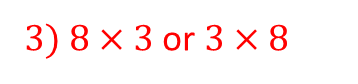 3) 8 × 3 or 3 × 8